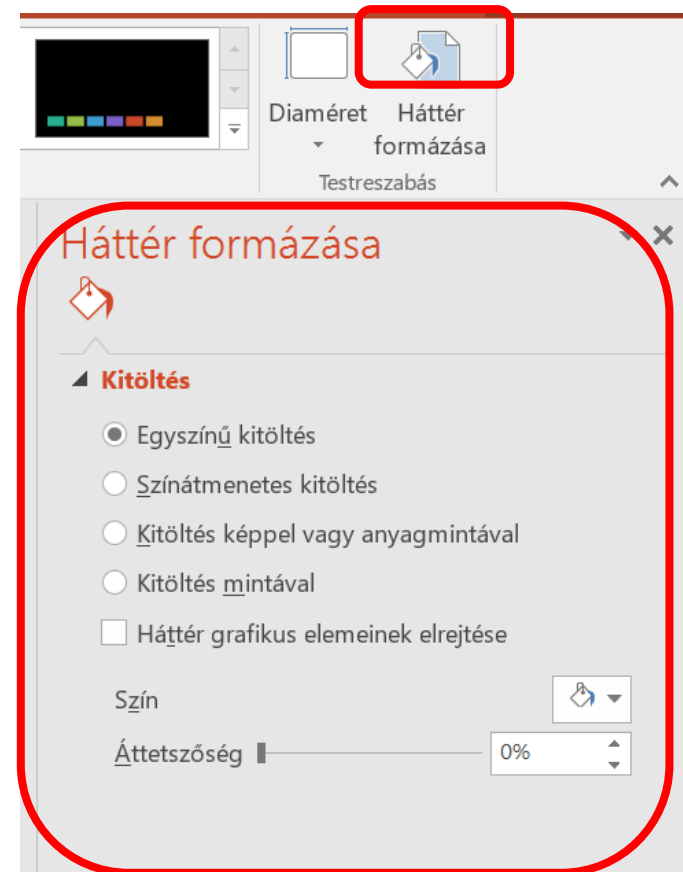 Diaméret
Háttér
formázása
Testreszabás
Háttér formázása
Kitöltés
Egyszínű kitöltés
Színátmenetes kitöltés
Kitöltés képpel vagy anyagmintával
Kitöltés mintával
Háttér grafikus elemeinek elrejtése
Szín
Áttetszőség
0%